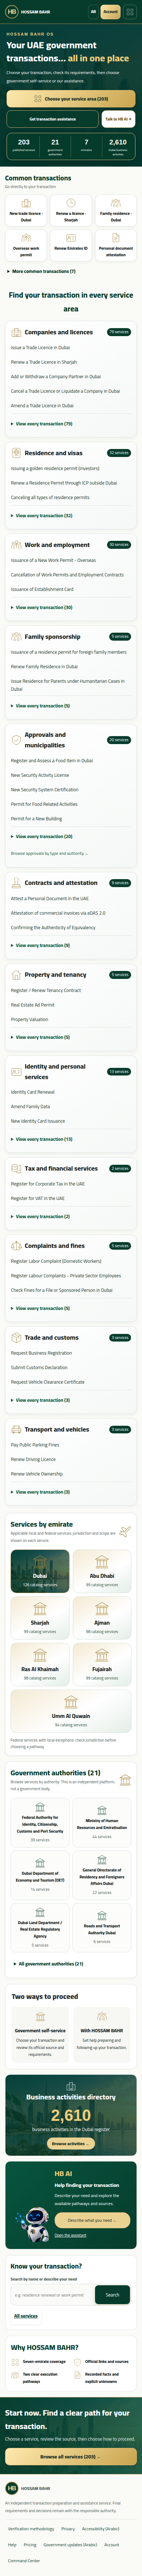 HB HOSSAM BAHR
AR
Account
HOSSAM BAHR OS
Your UAE government
transactions... all in one place
Choose your transaction, check its requirements, then choose
government self-service or our assistance.
Choose your service area (203)
Get transaction assistance
Talk to HB AI
203
published services
21
government authorities
7
emirates
2,610
Dubai business activities
Common transactions
Go directly to your transaction
New trade licence · Dubai
Renew a licence · Sharjah
Family residence · Dubai
Overseas work permit
Renew Emirates ID
Personal document attestation
More common transactions (7)
Find your transaction in every service
area
Companies and licences
79 services
Issue a Trade Licence in Dubai
Renew a Trade Licence in Sharjah
Add or Withdraw a Company Partner in Dubai
Cancel a Trade Licence or Liquidate a Company in Dubai
Amend a Trade Licence in Dubai
View every transaction (79)
Residence and visas
32 services
Issuing a golden residence permit (Investors)
Renew a Residence Permit through ICP outside Dubai
Canceling all types of residence permits
View every transaction (32)
Work and employment
30 services
Issuance of a New Work Permit – Overseas
Cancellation of Work Permits and Employment Contracts
Issuance of Establishment Card
View every transaction (30)
Family sponsorship
5 services
Issuance of a residence permit for foreign family members
Renew Family Residence in Dubai
Issue Residence for Parents under Humanitarian Cases in
Dubai
View every transaction (5)
Approvals and
municipalities
20 services
Register and Assess a Food Item in Dubai
New Security Activity License
New Security System Certification
Permit for Food Related Activities
Permit for a New Building
View every transaction (20)
Browse approvals by type and authority
Contracts and attestation
9 services
Attest a Personal Document in the UAE
Attestation of commercial invoices via eDAS 2.0
Confirming the Authenticity of Equivalency
View every transaction (9)
Property and tenancy
5 services
Register / Renew Tenancy Contract
Real Estate Ad Permit
Property Valuation
View every transaction (5)
Identity and personal
services
13 services
Identity Card Renewal
Amend Family Data
New Identity Card Issuance
View every transaction (13)
Tax and financial services
2 services
Register for Corporate Tax in the UAE
Register for VAT in the UAE
View every transaction (2)
Complaints and fines
5 services
Register Labor Complaint (Domestic Workers)
Register Labour Complaints – Private Sector Employees
Check Fines for a File or Sponsored Person in Dubai
View every transaction (5)
Trade and customs
3 services
Request Business Registration
Submit Customs Declaration
Request Vehicle Clearance Certificate
View every transaction (3)
Transport and vehicles
3 services
Pay Public Parking Fines
Renew Driving Licence
Renew Vehicle Ownership
View every transaction (3)
Services by emirate
Applicable local and federal services; jurisdiction and scope are
shown on each service.
Dubai
126 catalog services
Abu Dhabi
99 catalog services
Sharjah
99 catalog services
Ajman
98 catalog services
Ras Al Khaimah
98 catalog services
Fujairah
99 catalog services
Umm Al Quwain
94 catalog services
Federal services with local exceptions: check jurisdiction before
choosing a pathway.
Government authorities (21)
Browse services by authority. This is an independent platform,
not a government body.
Federal Authority for Identity, Citizenship, Customs and Port Security
39 services
Ministry of Human Resources and Emiratisation
44 services
Dubai Department of Economy and Tourism (DET)
14 services
General Directorate of Residency and Foreigners Affairs Dubai
22 services
Dubai Land Department / Real Estate Regulatory Agency
5 services
Roads and Transport Authority Dubai
6 services
All government authorities (21)
Two ways to proceed
Government self-service
Choose your transaction and review its official source and requirements.
With HOSSAM BAHR
Get help preparing and following up your transaction.
Business activities directory
2,610
business activities in the Dubai register
Browse activities
HB AI
Help finding your transaction
Describe your need and explore the
available pathways and sources.
Describe what you need
Open the assistant
Know your transaction?
Search by name or describe your need
e.g. residence renewal or work permit
Search
All services
Why HOSSAM BAHR?
Seven-emirate coverage
Official links and sources
Two clear execution pathways
Recorded facts and explicit unknowns
Start now. Find a clear path for your
transaction.
Choose a service, review the source, then choose how to proceed.
Browse all services (203)
HB HOSSAM BAHR
An independent transaction preparation and assistance service. Final
requirements and decisions remain with the responsible authority.
Verification methodology
Privacy
Accessibility (Arabic)
Help
Pricing
Government updates (Arabic)
Account
Command Center